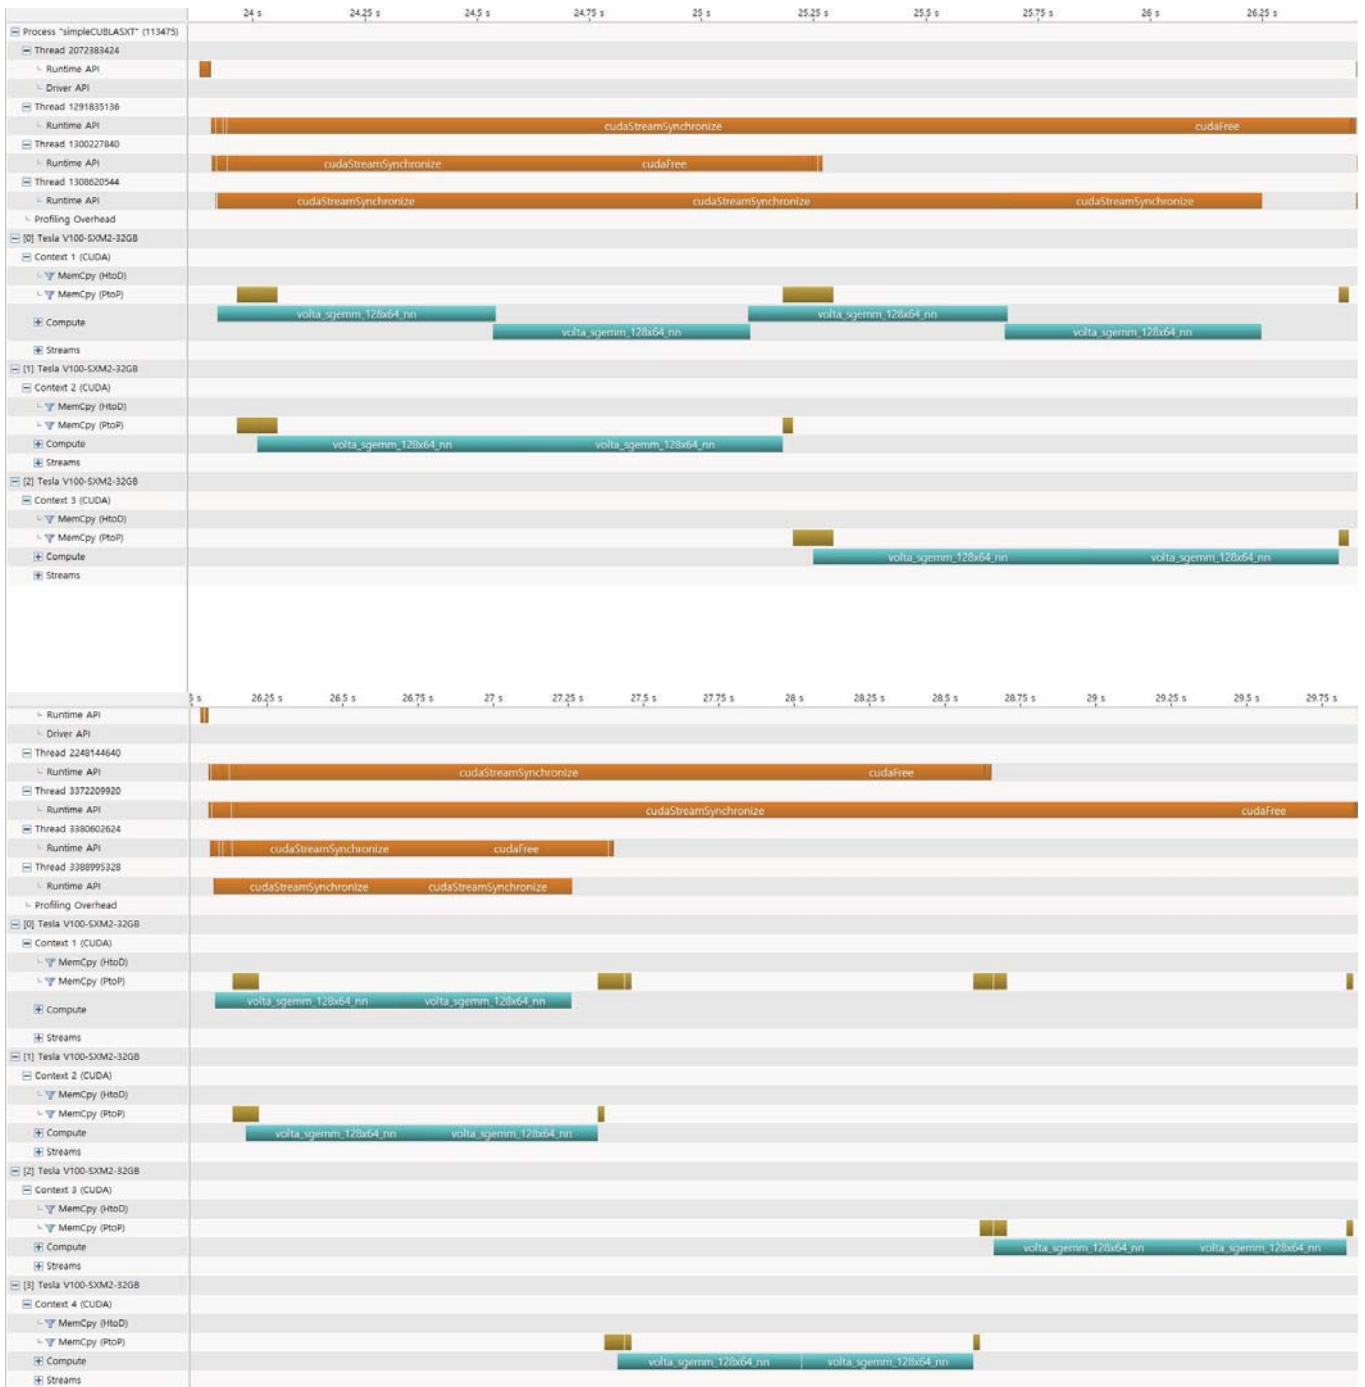 24 s 24.25 s 24.5 s 24.75 s 25 s 25.25 s 25.5 s 25.75 s 26 s 26.25 s
Process "simpleCUBLASXT" (113475)
Thread 2072383424
Runtime API
Driver API
Thread 1291835136
Runtime API cudaStreamSynchronize cudaFree
Thread 1300227840
Runtime API cudaStreamSynchronize cudaFree
Thread 1308620544
Runtime API cudaStreamSynchronize cudaStreamSynchronize cudaStreamSynchronize
Profiling Overhead
[0] Tesla V100-SXM2-32GB
Context 1 (CUDA)
MemCpy (HtoD)
MemCpy (PtoP)
volta_sgemm_128x64_nn volta_sgemm_128x64_nn
Compute
volta_sgemm_128x64_nn volta_sgemm_128x64_nn
Streams
[1] Tesla V100-SXM2-32GB
Context 2 (CUDA)
MemCpy (HtoD)
MemCpy (PtoP)
Compute volta_sgemm_128x64_nn volta_sgemm_128x64_nn
Streams
[2] Tesla V100-SXM2-32GB
Context 3 (CUDA)
MemCpy (HtoD)
MemCpy (PtoP)
Compute volta_sgemm_128x64_nn volta_sgemm_128x64_nn
Streams
s 26.25 s 26.5 s 26.75 s 27 s 27.25 s 27.5 s 27.75 s 28 s 28.25 s 28.5 s 28.75 s 29 s 29.25 s 29.5 s 29.75 s
Runtime API
Driver API
Thread 2248144640
Runtime API cudaStreamSynchronize cudaFree
Thread 3372209920
Runtime API cudaStreamSynchronize cudaFree
Thread 3380602624
Runtime API cudaStreamSynchronize cudaFree
Thread 3388995328
Runtime API cudaStreamSynchronize cudaStreamSynchronize
Profiling Overhead
[0] Tesla V100-SXM2-32GB
Context 1 (CUDA)
MemCpy (HtoD)
MemCpy (PtoP)
volta_sgemm_128x64_nn volta_sgemm_128x64_nn
Compute
Streams
[1] Tesla V100-SXM2-32GB
Context 2 (CUDA)
MemCpy (HtoD)
MemCpy (PtoP)
Compute volta_sgemm_128x64_nn volta_sgemm_128x64_nn
Streams
[2] Tesla V100-SXM2-32GB
Context 3 (CUDA)
MemCpy (HtoD)
MemCpy (PtoP)
Compute volta_sgemm_128x64_nn volta_sgemm_128x64_nn
Streams
[3] Tesla V100-SXM2-32GB
Context 4 (CUDA)
MemCpy (HtoD)
MemCpy (PtoP)
Compute volta_sgemm_128x64_nn volta_sgemm_128x64_nn
Streams